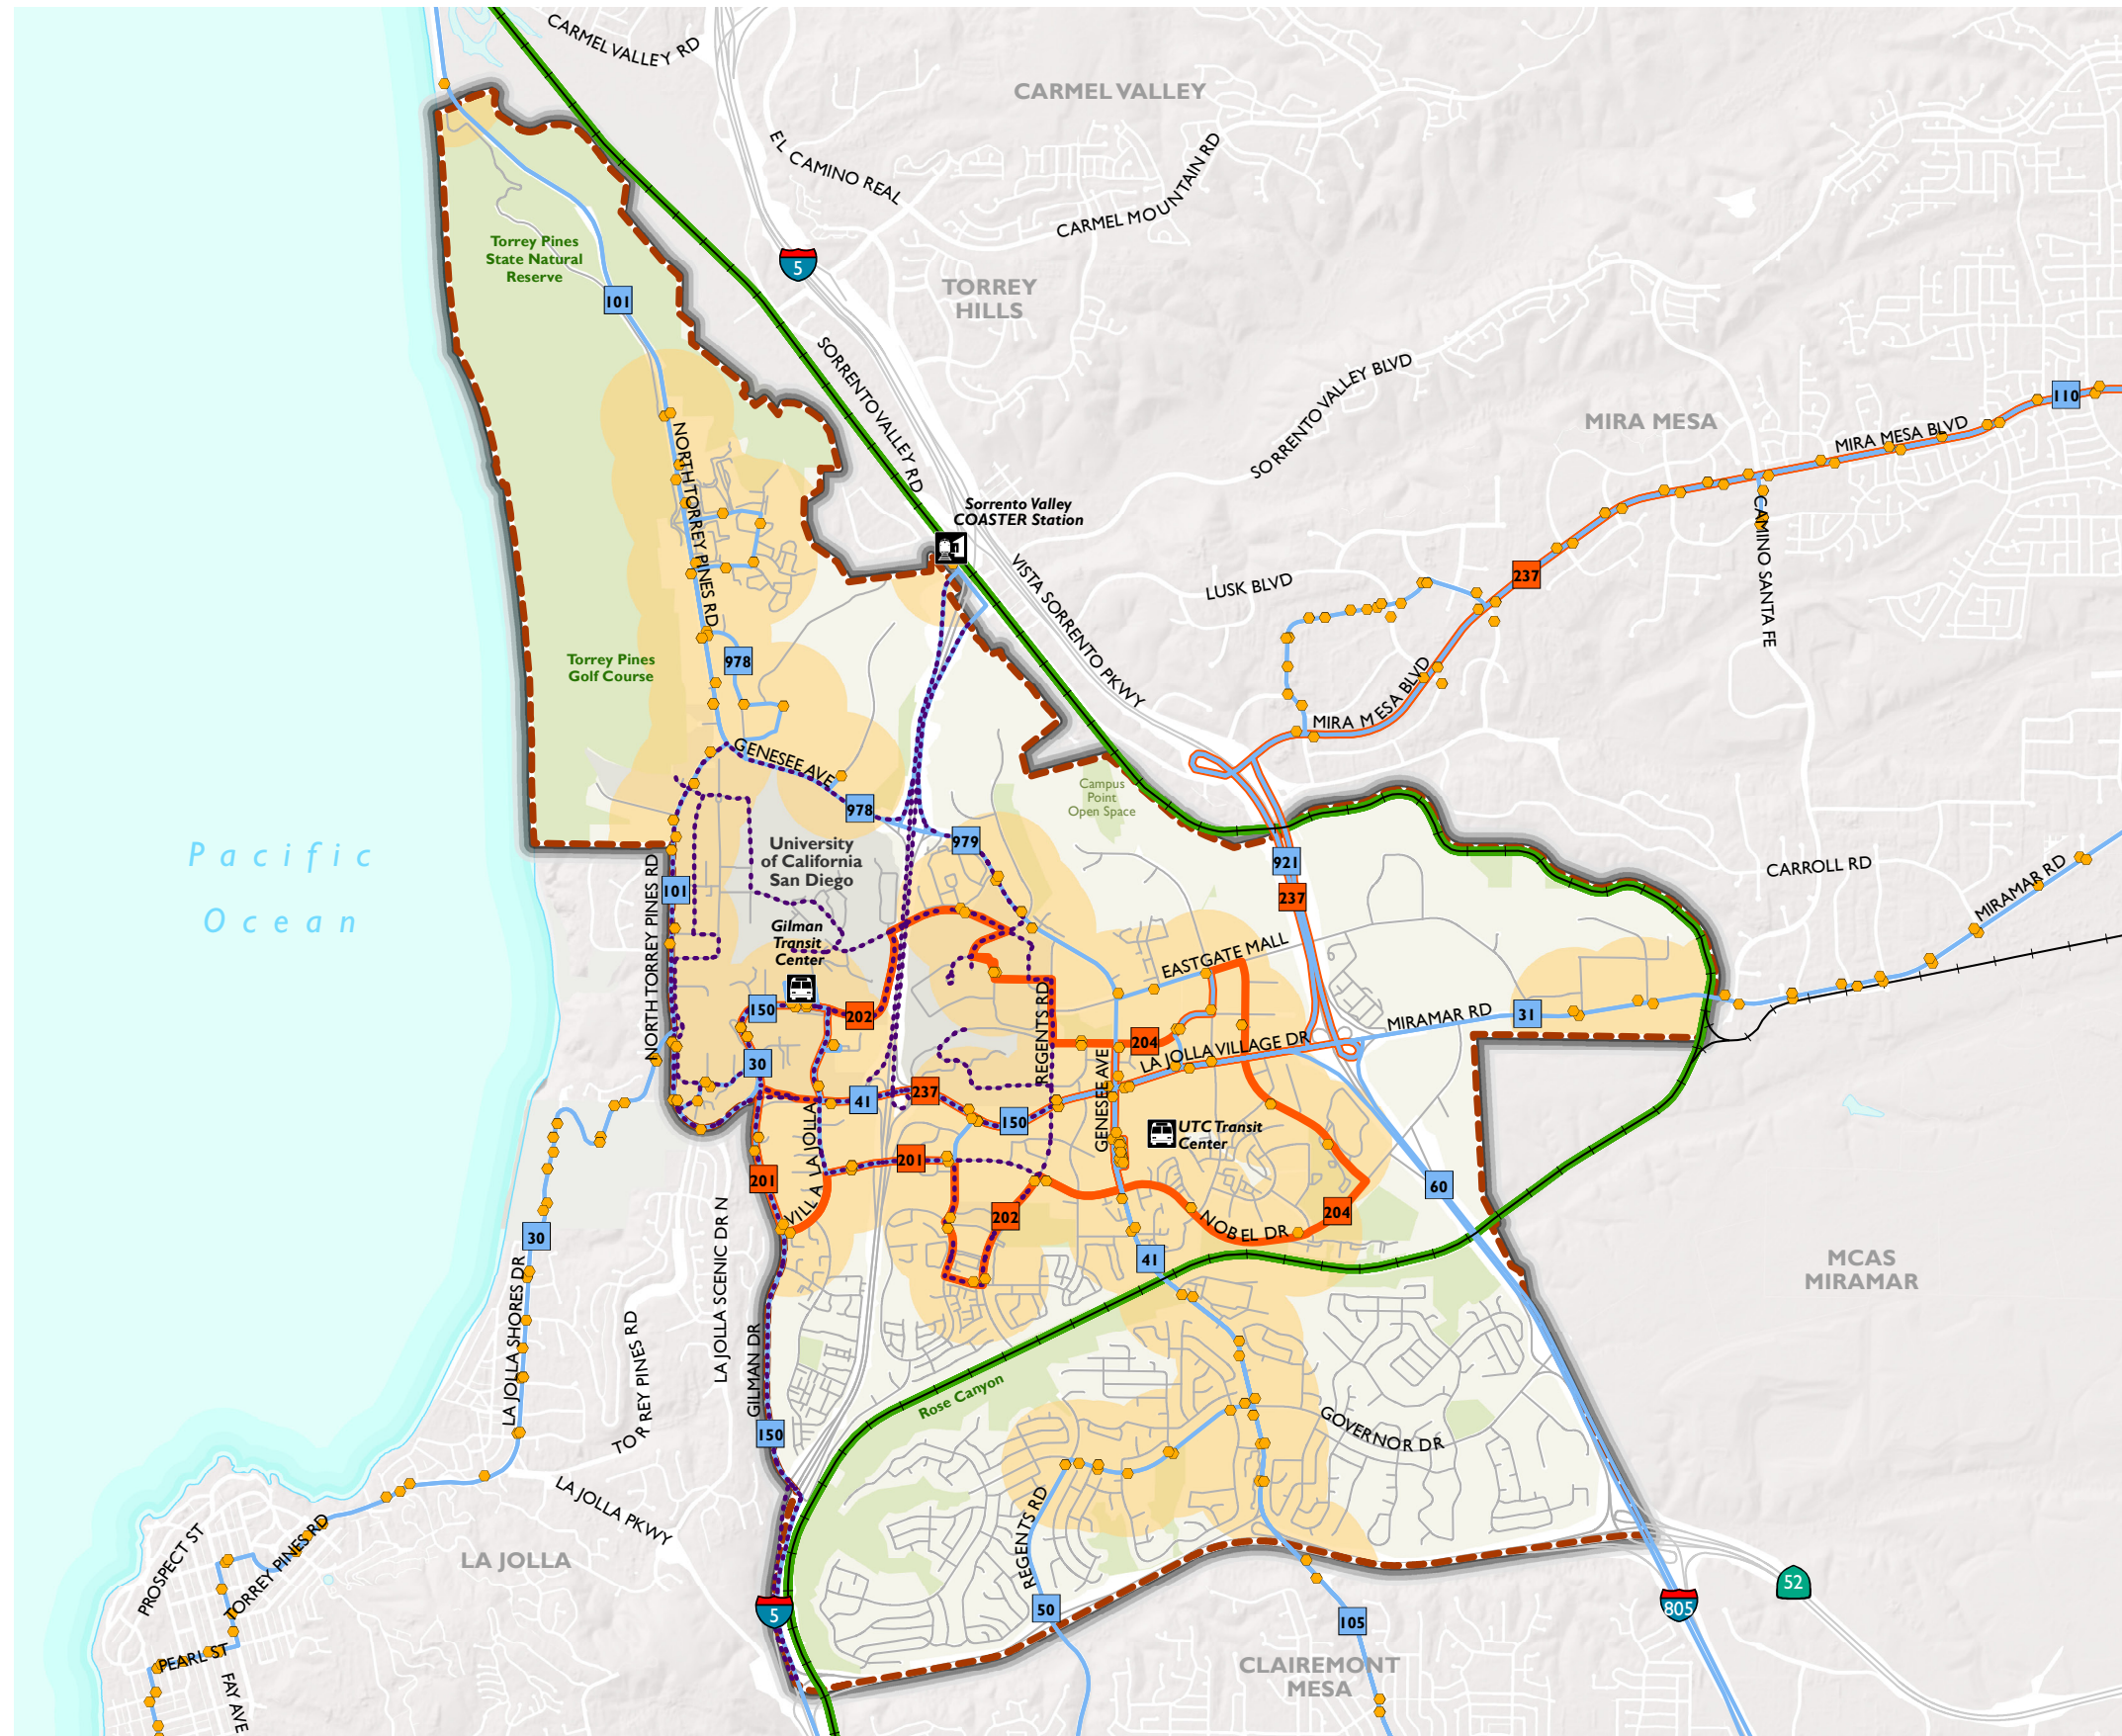 CARMEL VALLEY RD
CARMEL VALLEY
EL CAMINO REAL
CARMEL MOUNTAIN RD
Torrey Pines
State Natural
Reserve
5
TORREY
HILLS
101
SORRENTO VALLEY RD
SORRENTO VALLEY BLVD
MIRA MESA
110
MIRA MESA BLVD
NORTH TORREY PINES RD
Sorrento Valley
COASTER Station
CAMINO SANTA FE
VISTA SORRENTO PKWY
LUSK BLVD
237
Torrey Pines
Golf Course
978
MIRA MESA BLVD
GENESEE AVE
978
Campus
Point
Open Space
Pacific
Ocean
University
of California
San Diego
979
921
237
CARROLL RD
MIRAMAR RD
101
NORTH TORREY PINES RD
Gilman
Transit
Center
EASTGATE MALL
150
202
REGENTS RD
204
MIRAMAR RD
31
LA JOLLA VILLAGE DR
30
41
237
150
GENESEE AVE
UTC Transit
Center
VILLA LA JOLLA
201
201
60
202
204
NOBEL DR
30
LA JOLLA SHORES DR
LA JOLLA SCENIC DR N
41
MCAS
MIRAMAR
TORREY PINES RD
GILMAN DR
Rose Canyon
150
GOVERNOR DR
LA JOLLA PKWY
REGENTS RD
PROSPECT ST
TORREY PINES RD
LA JOLLA
5
50
105
805
52
PEARL ST
FAY AVE
CLAIREMONT
MESA